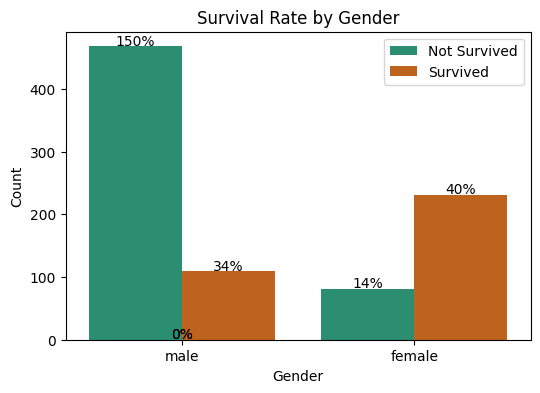 Survival Rate by Gender
Not Survived
Survived
150%
34%
14%
40%
0%
Count
400
300
200
100
0
male
female
Gender